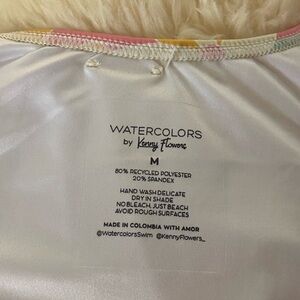 WATERCOLORS
by Kenny Flowers
M
80% RECYCLED POLYESTER
20% SPANDEX
HAND WASH DELICATE
DRY IN SHADE
NO BLEACH, JUST BEACH
AVOID ROUGH SURFACES
MADE IN COLOMBIA WITH AMOR
@WatercolorsSwim @KennyFlowers_